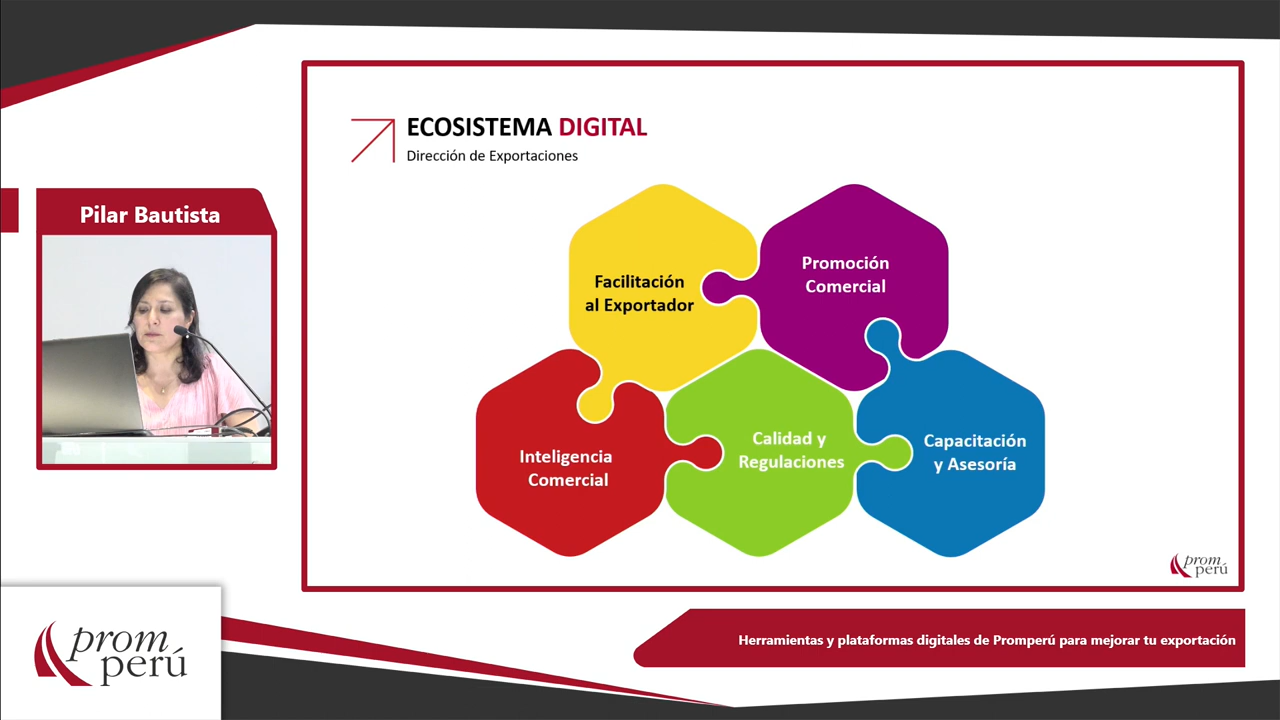 Pilar Bautista
ECOSISTEMA DIGITAL
Dirección de Exportaciones
Facilitación
al Exportador
Promoción
Comercial
Inteligencia
Comercial
Calidad y
Regulaciones
Capacitación
y Asesoría
prom
perú
Herramientas y plataformas digitales de Promperú para mejorar tu exportación
prom
perú